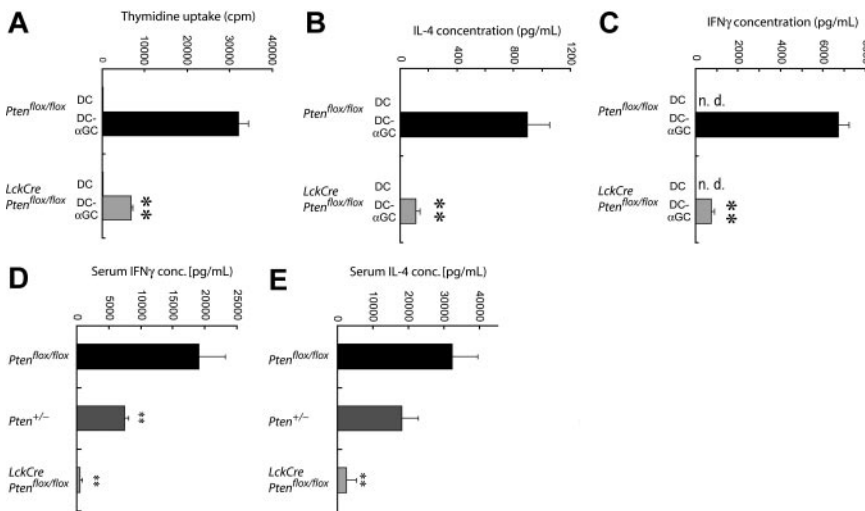 A
Thymidine uptake (cpm)
0
10000
20000
30000
40000
DC
DC-
αGC
Pten flox/flox
DC
DC-
αGC
LckCre
Pten flox/flox
**
B
IL-4 concentration (pg/mL)
0
400
800
1200
DC
DC-
αGC
Pten flox/flox
DC
DC-
αGC
LckCre
Pten flox/flox
**
C
IFNγ concentration (pg/mL)
0
2000
4000
6000
n. d.
DC
DC-
αGC
Pten flox/flox
n. d.
DC
DC-
αGC
LckCre
Pten flox/flox
**
D
Serum IFNγ conc. [pg/mL)
0
5000
10000
15000
20000
25000
Pten flox/flox
Pten +/–
**
LckCre
Pten flox/flox
**
E
Serum IL-4 conc. [pg/mL)
0
10000
20000
30000
40000
Pten flox/flox
Pten +/–
LckCre
Pten flox/flox
**